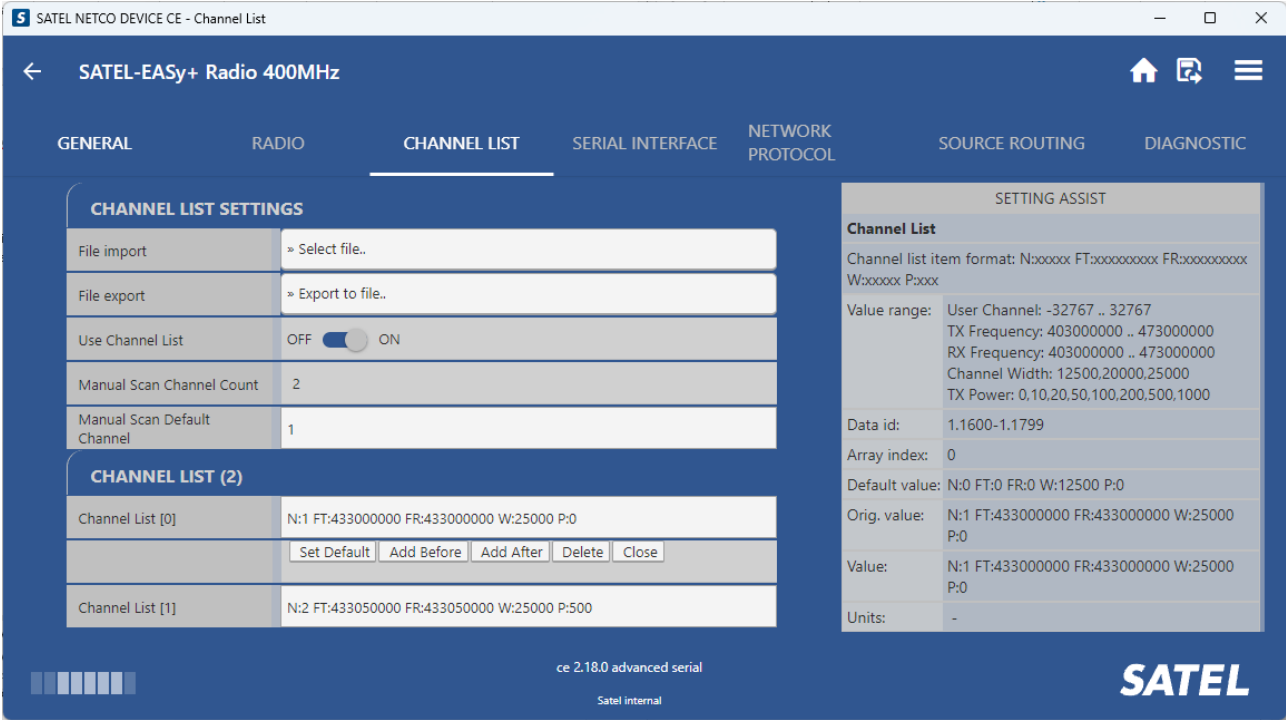 S SATEL NETCO DEVICE CE - Channel List
SATEL-EASy+ Radio 400MHz
GENERAL
RADIO
CHANNEL LIST
SERIAL INTERFACE
NETWORK
PROTOCOL
SOURCE ROUTING
DIAGNOSTIC
CHANNEL LIST SETTINGS
File import
» Select file..
File export
» Export to file..
Use Channel List
OFF ON
Manual Scan Channel Count
2
Manual Scan Default
Channel
1
CHANNEL LIST (2)
Channel List [0]
N:1 FT:433000000 FR:433000000 W:25000 P:0
Set Default Add Before Add After Delete Close
Channel List [1]
N:2 FT:433050000 FR:433050000 W:25000 P:500
SETTING ASSIST
Channel List
Channel list item format: N:xxxxx FT:xxxxxxxxx FR:xxxxxxxxx
W:xxxxx P:xxx
Value range: User Channel: -32767 .. 32767
TX Frequency: 403000000 .. 473000000
RX Frequency: 403000000 .. 473000000
Channel Width: 12500,20000,25000
TX Power: 0,10,20,50,100,200,500,1000
Data id: 1.1600-1.1799
Array index: 0
Default value: N:0 FT:0 FR:0 W:12500 P:0
Orig. value: N:1 FT:433000000 FR:433000000 W:25000
P:0
Value: N:1 FT:433000000 FR:433000000 W:25000
P:0
Units: -
ce 2.18.0 advanced serial
Satel internal
SATEL